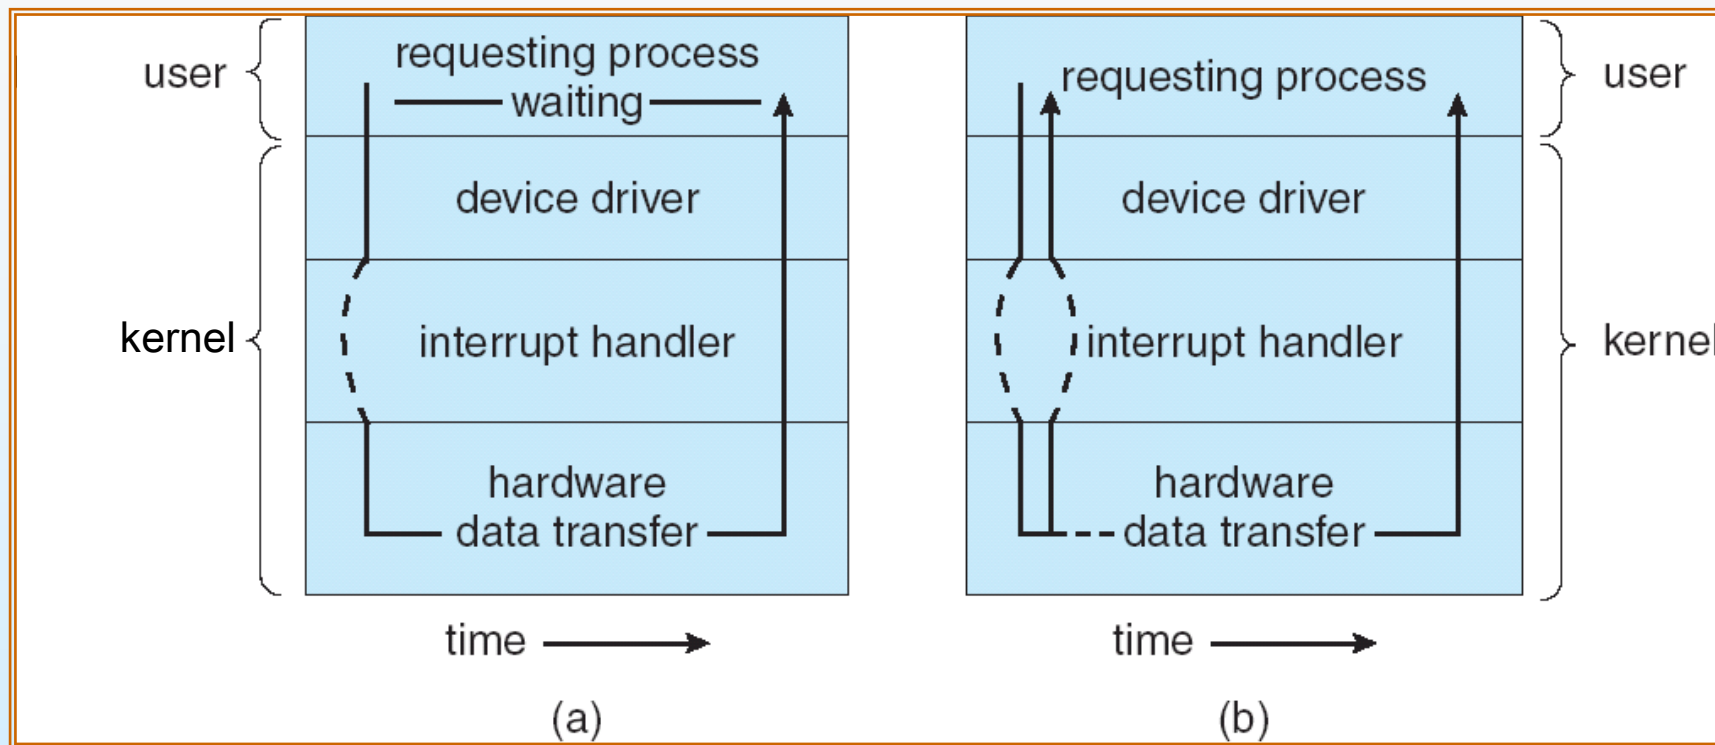 user
requesting process
waiting
device driver
kernel
interrupt handler
hardware
data transfer
time
(a)
requesting process
user
device driver
interrupt handler
kernel
hardware
data transfer
time
(b)